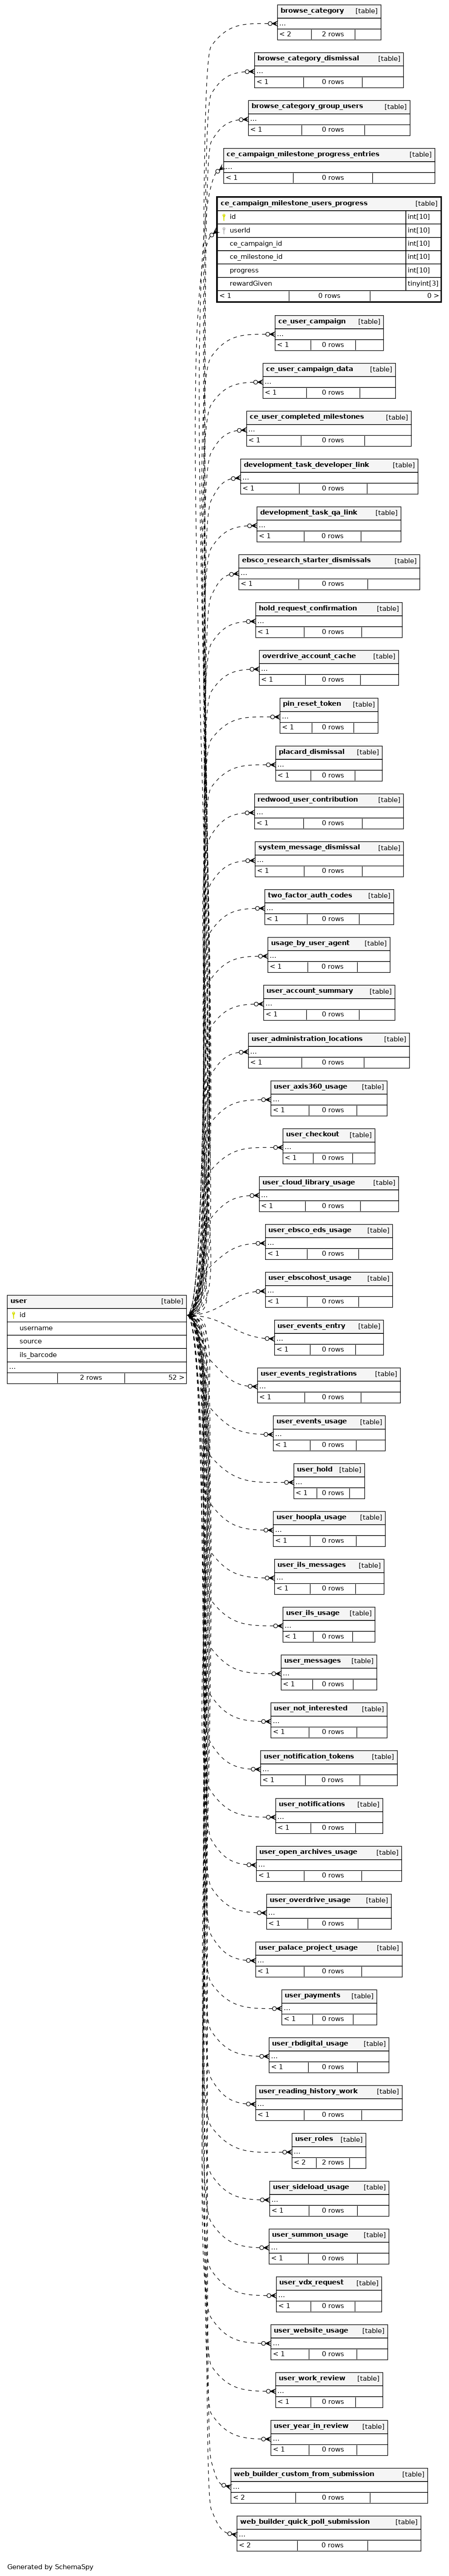 browse_category [table]
...
< 2 2 rows
browse_category_dismissal [table]
...
< 1 0 rows
browse_category_group_users [table]
...
< 1 0 rows
ce_campaign_milestone_progress_entries [table]
...
< 1 0 rows
ce_campaign_milestone_users_progress [table]
id int[10]
userId int[10]
ce_campaign_id int[10]
ce_milestone_id int[10]
progress int[10]
rewardGiven tinyint[3]
< 1 0 rows 0 >
ce_user_campaign [table]
...
< 1 0 rows
ce_user_campaign_data [table]
...
< 1 0 rows
ce_user_completed_milestones [table]
...
< 1 0 rows
development_task_developer_link [table]
...
< 1 0 rows
development_task_qa_link [table]
...
< 1 0 rows
ebsco_research_starter_dismissals [table]
...
< 1 0 rows
hold_request_confirmation [table]
...
< 1 0 rows
overdrive_account_cache [table]
...
< 1 0 rows
pin_reset_token [table]
...
< 1 0 rows
placard_dismissal [table]
...
< 1 0 rows
redwood_user_contribution [table]
...
< 1 0 rows
system_message_dismissal [table]
...
< 1 0 rows
two_factor_auth_codes [table]
...
< 1 0 rows
usage_by_user_agent [table]
...
< 1 0 rows
user_account_summary [table]
...
< 1 0 rows
user_administration_locations [table]
...
< 1 0 rows
user_axis360_usage [table]
...
< 1 0 rows
user_checkout [table]
...
< 1 0 rows
user_cloud_library_usage [table]
...
< 1 0 rows
user_ebsco_eds_usage [table]
...
< 1 0 rows
user_ebscohost_usage [table]
...
< 1 0 rows
user [table]
id
username
source
ils_barcode
...
2 rows 52 >
user_events_entry [table]
...
< 1 0 rows
user_events_registrations [table]
...
< 1 0 rows
user_events_usage [table]
...
< 1 0 rows
user_hold [table]
...
< 1 0 rows
user_hoopla_usage [table]
...
< 1 0 rows
user_ils_messages [table]
...
< 1 0 rows
user_ils_usage [table]
...
< 1 0 rows
user_messages [table]
...
< 1 0 rows
user_not_interested [table]
...
< 1 0 rows
user_notification_tokens [table]
...
< 1 0 rows
user_notifications [table]
...
< 1 0 rows
user_open_archives_usage [table]
...
< 1 0 rows
user_overdrive_usage [table]
...
< 1 0 rows
user_palace_project_usage [table]
...
< 1 0 rows
user_payments [table]
...
< 1 0 rows
user_rbdigital_usage [table]
...
< 1 0 rows
user_reading_history_work [table]
...
< 1 0 rows
user_roles [table]
...
< 2 2 rows
user_sideload_usage [table]
...
< 1 0 rows
user_summon_usage [table]
...
< 1 0 rows
user_vdx_request [table]
...
< 1 0 rows
user_website_usage [table]
...
< 1 0 rows
user_work_review [table]
...
< 1 0 rows
user_year_in_review [table]
...
< 1 0 rows
web_builder_custom_from_submission [table]
...
< 2 0 rows
web_builder_quick_poll_submission [table]
...
< 2 0 rows
Generated by SchemaSpy